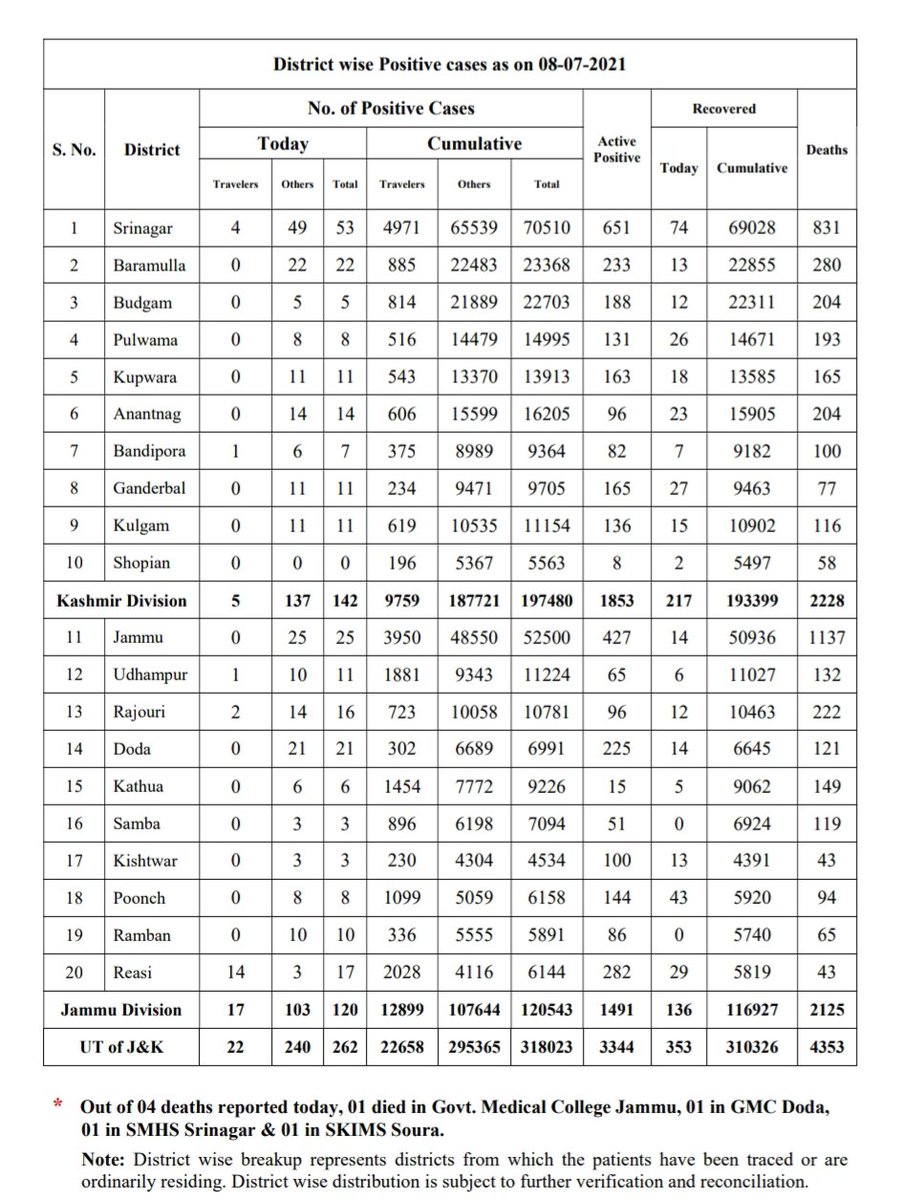 District wise Positive cases as on 08-07-2021
S. No. District No. of Positive Cases Active Positive Recovered Deaths
Today Cumulative Today Cumulative
Travelers Others Total Travelers Others Total
1 Srinagar 4 49 53 4971 65539 70510 651 74 69028 831
2 Baramulla 0 22 22 885 22483 23368 233 13 22855 280
3 Budgam 0 5 5 814 21889 22703 188 12 22311 204
4 Pulwama 0 8 8 516 14479 14995 131 26 14671 193
5 Kupwara 0 11 11 543 13370 13913 163 18 13585 165
6 Anantnag 0 14 14 606 15599 16205 96 23 15905 204
7 Bandipora 1 6 7 375 8989 9364 82 7 9182 100
8 Ganderbal 0 11 11 234 9471 9705 165 27 9463 77
9 Kulgam 0 11 11 619 10535 11154 136 15 10902 116
10 Shopian 0 0 0 196 5367 5563 8 2 5497 58
Kashmir Division 5 137 142 9759 187721 197480 1853 217 193399 2228
11 Jammu 0 25 25 3950 48550 52500 427 14 50936 1137
12 Udhampur 1 10 11 1881 9343 11224 65 6 11027 132
13 Rajouri 2 14 16 723 10058 10781 96 12 10463 222
14 Doda 0 21 21 302 6689 6991 225 14 6645 121
15 Kathua 0 6 6 1454 7772 9226 15 5 9062 149
16 Samba 0 3 3 896 6198 7094 51 0 6924 119
17 Kishtwar 0 3 3 230 4304 4534 100 13 4391 43
18 Poonch 0 8 8 1099 5059 6158 144 43 5920 94
19 Ramban 0 10 10 336 5555 5891 86 0 5740 65
20 Reasi 14 3 17 2028 4116 6144 282 29 5819 43
Jammu Division 17 103 120 12899 107644 120543 1491 136 116927 2125
UT of J&K 22 240 262 22658 295365 318023 3344 353 310326 4353
* Out of 04 deaths reported today, 01 died in Govt. Medical College Jammu, 01 in GMC Doda,
01 in SMHS Srinagar & 01 in SKIMS Soura.
Note: District wise breakup represents districts from which the patients have been traced or are
ordinarily residing. District wise distribution is subject to further verification and reconciliation.